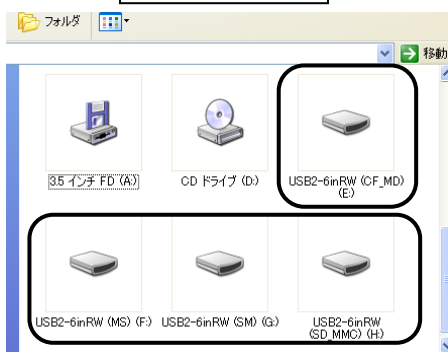 フォルダ
移動
3.5 インチ FD (A:)
CD ドライブ (D:)
USB2-6inRW (CF_MD)
(E:)
USB2-6inRW (MS) (F:)
USB2-6inRW (SM) (G:)
USB2-6inRW
(SD_MMC) (H:)